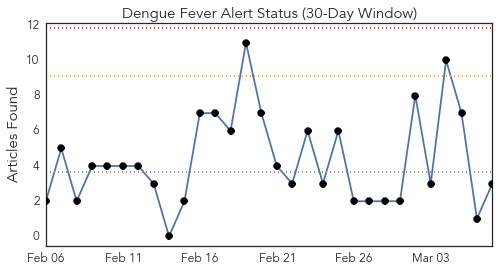 Dengue Fever Alert Status (30-Day Window)
Articles Found
12
10
8
6
4
2
0
Feb 06 Feb 11 Feb 16 Feb 21 Feb 26 Mar 03